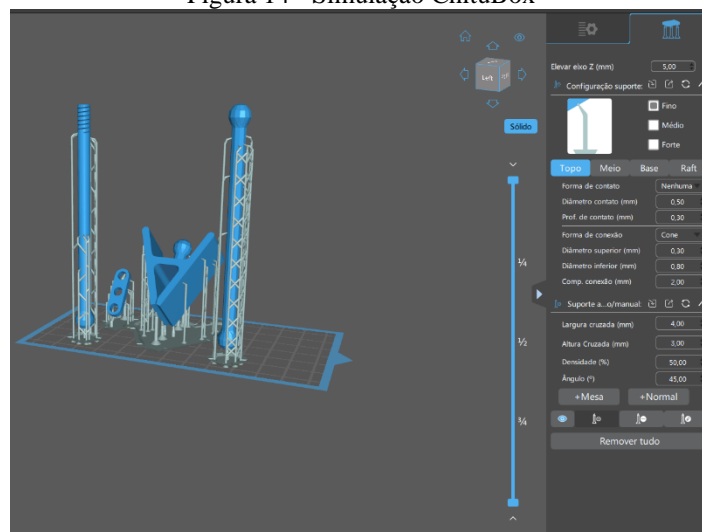 Figura 14 - Simulação ChituBox
Left
Sólido
¼
½
¾
Elevar eixo Z (mm) 5,00
Configuração suporte:
Fino
Médio
Forte
Topo Meio Base Raft
Forma de contato Nenhuma
Diâmetro contato (mm) 0,50
Prof. de contato (mm) 0,30
Forma de conexão Cone
Diâmetro superior (mm) 0,30
Diâmetro inferior (mm) 0,80
Comp. conexão (mm) 2,00
Suporte a...o/manual:
Largura cruzada (mm) 4,00
Altura Cruzada (mm) 3,00
Densidade (%) 50,00
Ângulo (º) 45,00
+Mesa +Normal
Remover tudo